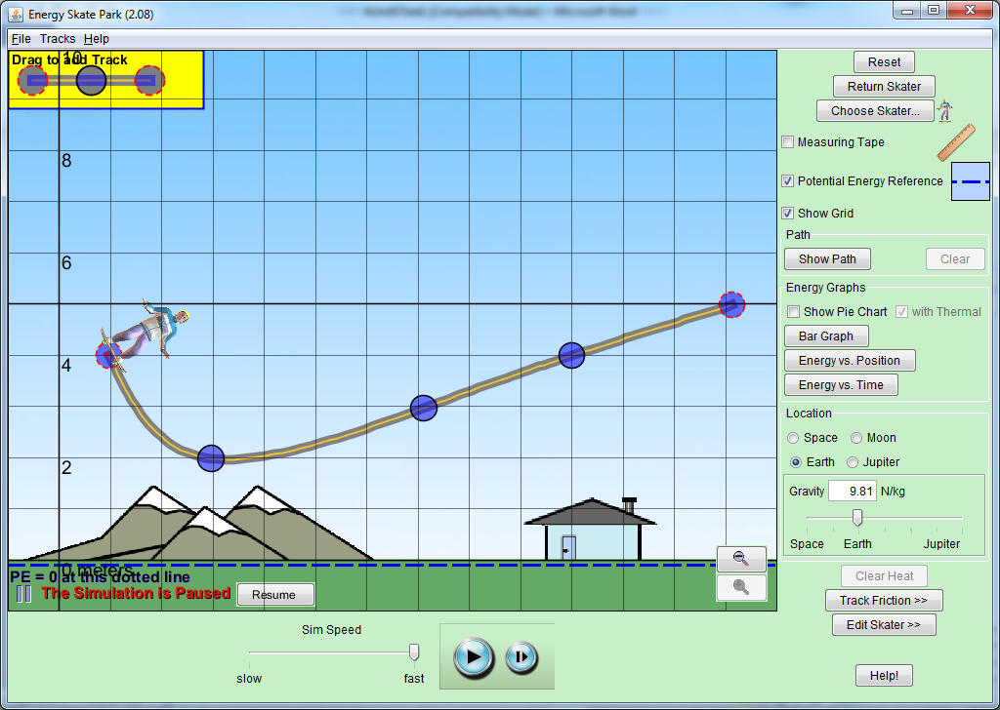 Energy Skate Park (2.08)
File Tracks Help
Drag to add Track
10
8
6
4
2
0 meters
PE = 0 at this dotted line
The Simulation is Paused
Resume
Reset
Return Skater
Choose Skater...
Measuring Tape
Potential Energy Reference
Show Grid
Path
Show Path
Clear
Energy Graphs
Show Pie Chart
with Thermal
Bar Graph
Energy vs. Position
Energy vs. Time
Location
Space Moon
Earth Jupiter
Gravity 9.81 N/kg
Space Earth Jupiter
Clear Heat
Track Friction >>
Edit Skater >>
Help!
Sim Speed
slow fast